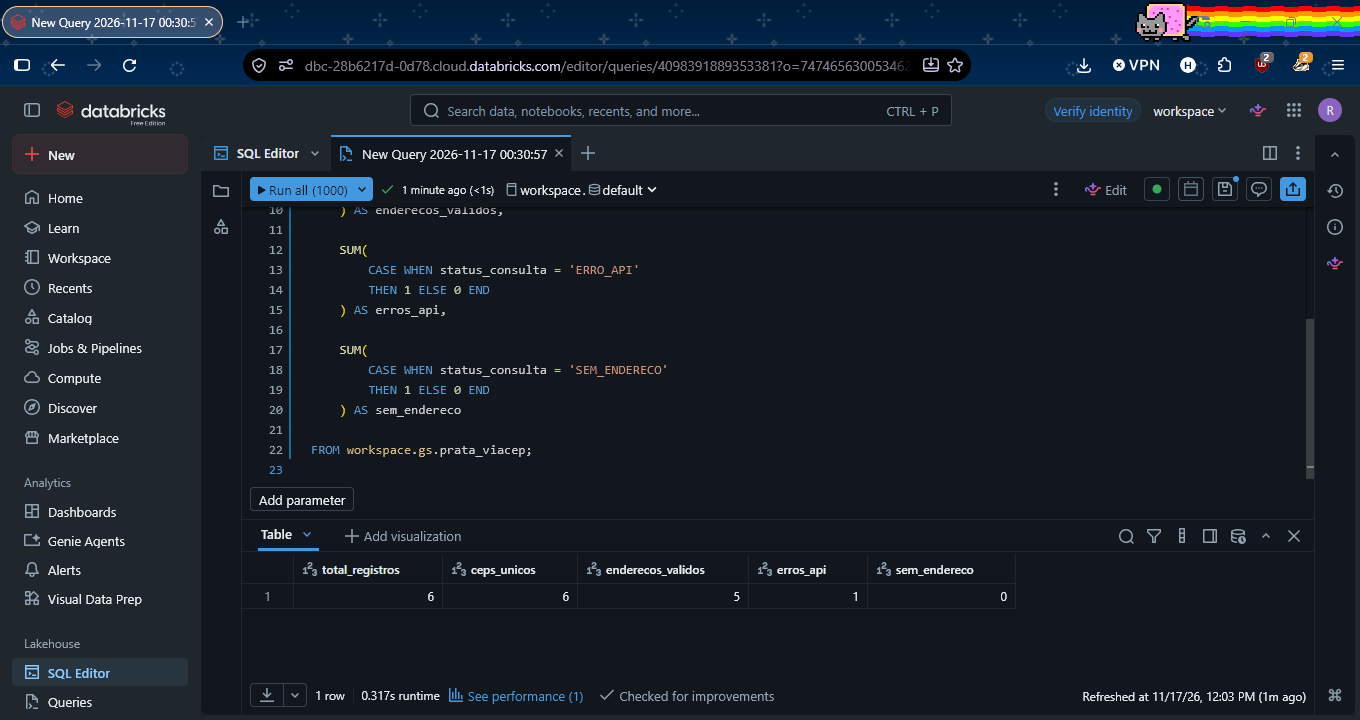 New Query 2026-11-17 00:30:5
dbc-28b6217d-0d78.cloud.databricks.com/editor/queries/4098391889353381?o=74746563005346
VPN
H
2
2
databricks
Free Edition
Search data, notebooks, recents, and more...
CTRL + P
Verify identity
workspace
R
New
Home
Learn
Workspace
Recents
Catalog
Jobs & Pipelines
Compute
Discover
Marketplace
Analytics
Dashboards
Genie Agents
Alerts
Visual Data Prep
Lakehouse
SQL Editor
Queries
SQL Editor
New Query 2026-11-17 00:30:57
Run all (1000)
1 minute ago (<1s)
workspace.
default
Edit
10 ) AS enderecos_validos,
11
12 SUM(
13 CASE WHEN status_consulta = 'ERRO_API'
14 THEN 1 ELSE 0 END
15 ) AS erros_api,
16
17 SUM(
18 CASE WHEN status_consulta = 'SEM_ENDERECO'
19 THEN 1 ELSE 0 END
20 ) AS sem_endereco
21
22 FROM workspace.gs.prata_viacep;
23
Add parameter
Table
Add visualization
123 total_registros 123 ceps_unicos 123 enderecos_validos 123 erros_api 123 sem_endereco
1 6 6 5 1 0
1 row
0.317s runtime
See performance (1)
Checked for improvements
Refreshed at 11/17/26, 12:03 PM (1m ago)